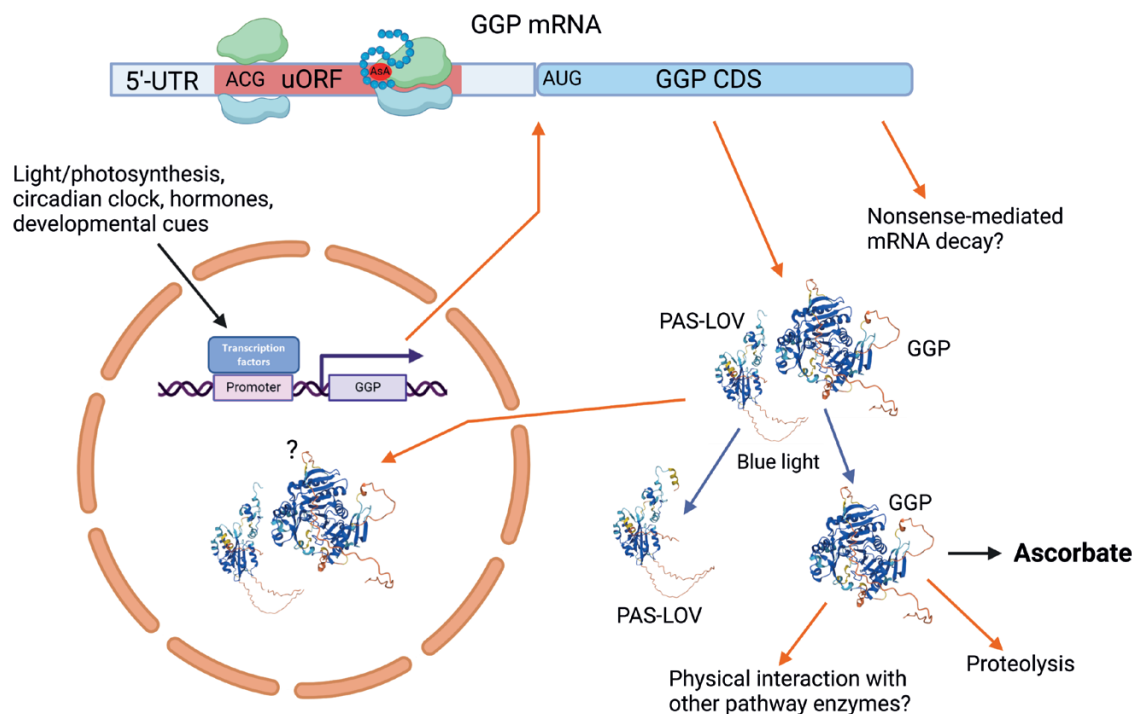 GGP mRNA
5'-UTR
ACG
uORF
AsA
AUG
GGP CDS
Light/photosynthesis,
circadian clock, hormones,
developmental cues
Nonsense-mediated
mRNA decay?
Transcription
factors
Promoter
GGP
PAS-LOV
GGP
Blue light
?
GGP
Ascorbate
PAS-LOV
Proteolysis
Physical interaction with
other pathway enzymes?